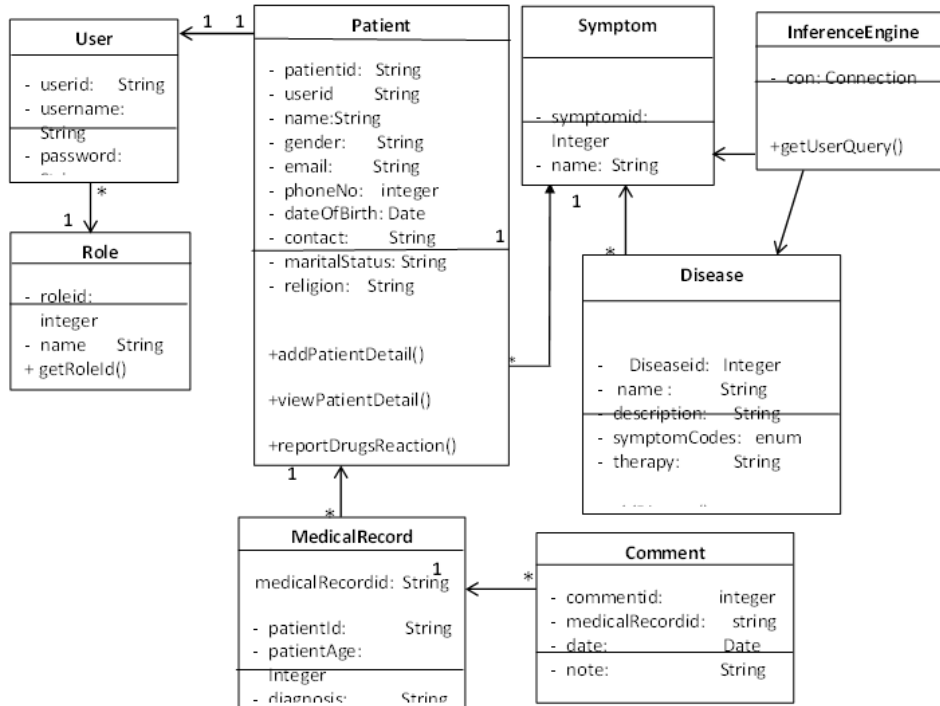 User
- userid: String
- username:
String
- password:
1 1
Patient
- patientid: String
- userid String
- name:String
- gender: String
- email: String
- phoneNo: integer
- dateOfBirth: Date
- contact: String
- maritalStatus: String
- religion: String
+addPatientDetail()
+viewPatientDetail()
+reportDrugsReaction()
1
*
1
Symptom
- symptomid:
Integer
- name: String
1
*
InferenceEngine
- con: Connection
+getUserQuery()
*
1
Role
- roleid:
integer
- name String
+ getRoleId()
Disease
- Diseaseid: Integer
- name : String
- description: String
- symptomCodes: enum
- therapy: String
*
MedicalRecord
medicalRecordid: String
- patientId: String
- patientAge:
Integer
- diagnosis: String
1
*
Comment
- commentid: integer
- medicalRecordid: string
- date: Date
- note: String